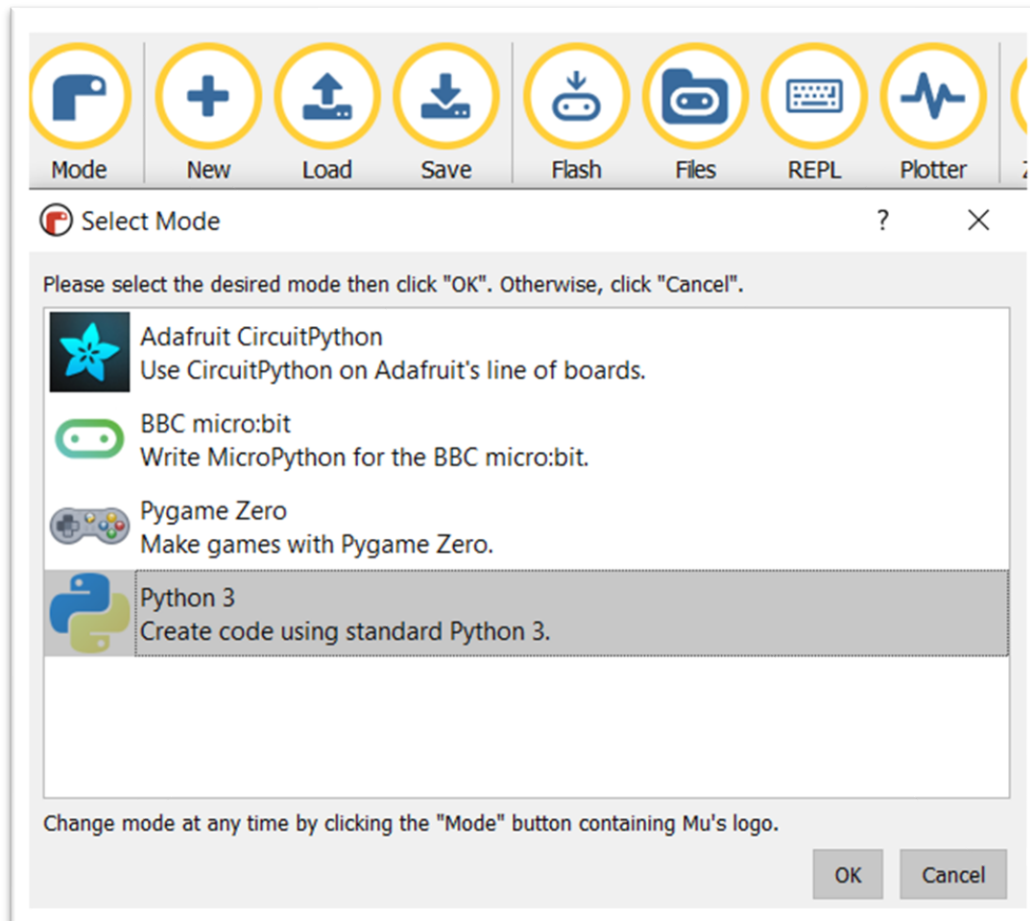 Mode New Load Save Flash Files REPL Plotter
Select Mode ?
Please select the desired mode then click "OK". Otherwise, click "Cancel".
Adafruit CircuitPython
Use CircuitPython on Adafruit's line of boards.
BBC micro:bit
Write MicroPython for the BBC micro:bit.
Pygame Zero
Make games with Pygame Zero.
Python 3
Create code using standard Python 3.
Change mode at any time by clicking the "Mode" button containing Mu's logo.
OK Cancel